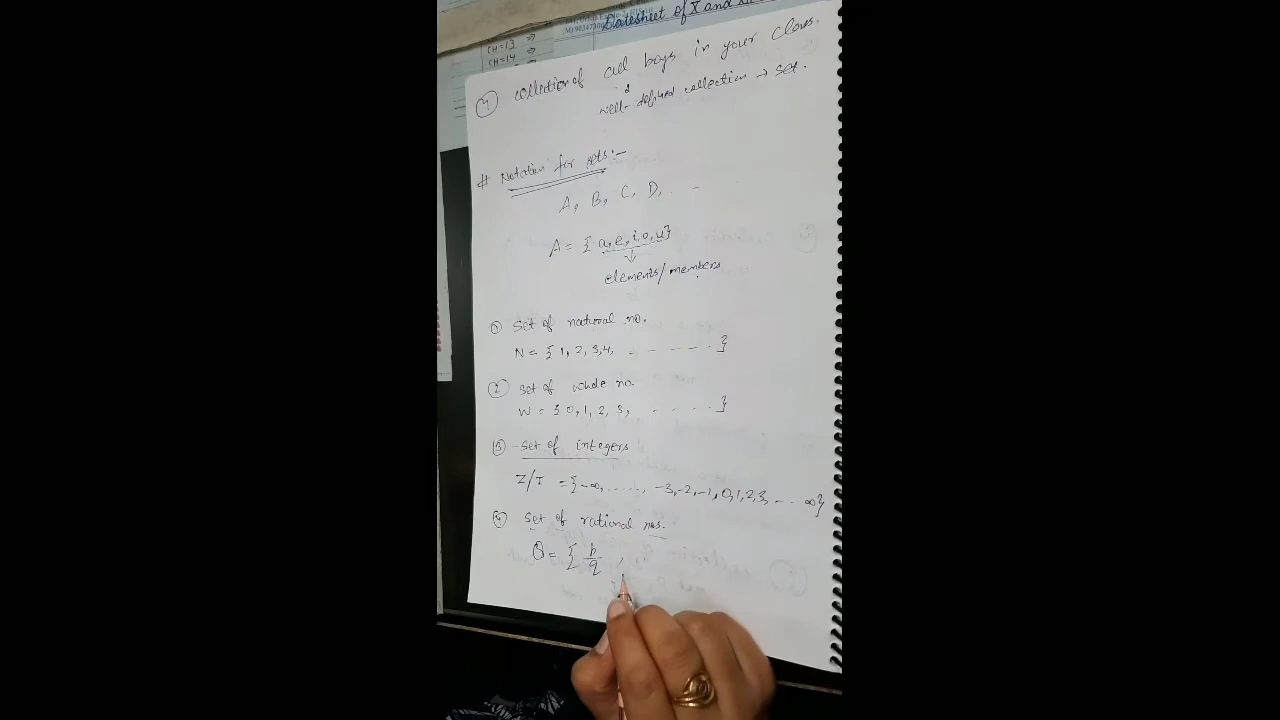 Datesheet of X and
CH=13 ⇒
CH=14 ⇒
④ collection of all boys in your class.
well-defined collection → set.
# Notation for sets:-
A, B, C, D, . -
A = { a, e, i, o, u}
elements/members
① Set of natural no.
N = { 1, 2, 3, 4, - - - - - - }
② Set of whole no.
W = { 0, 1, 2, 3, . - - - . }
③ Set of integers
Z/I = {-∞, ......, -3, -2, -1, 0, 1, 2, 3, - .. ∞}
④ Set of rational nos.
Q = { p/q ,